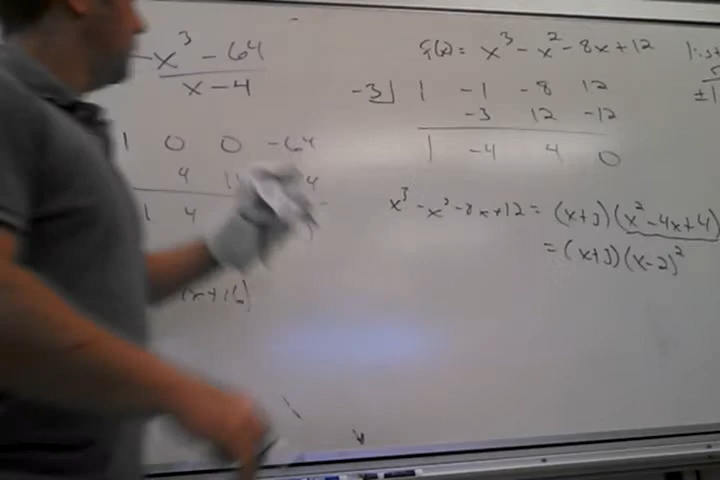 x³ - 64
x - 4
1 0 0 -64
4
1 4
f(x) = x³ - x² - 8x + 12
-3 | 1 -1 -8 12
-3 12 -12
1 -4 4 0
x³ - x² - 8x + 12 = (x+3)(x² - 4x + 4)
= (x+3)(x-2)²
±1